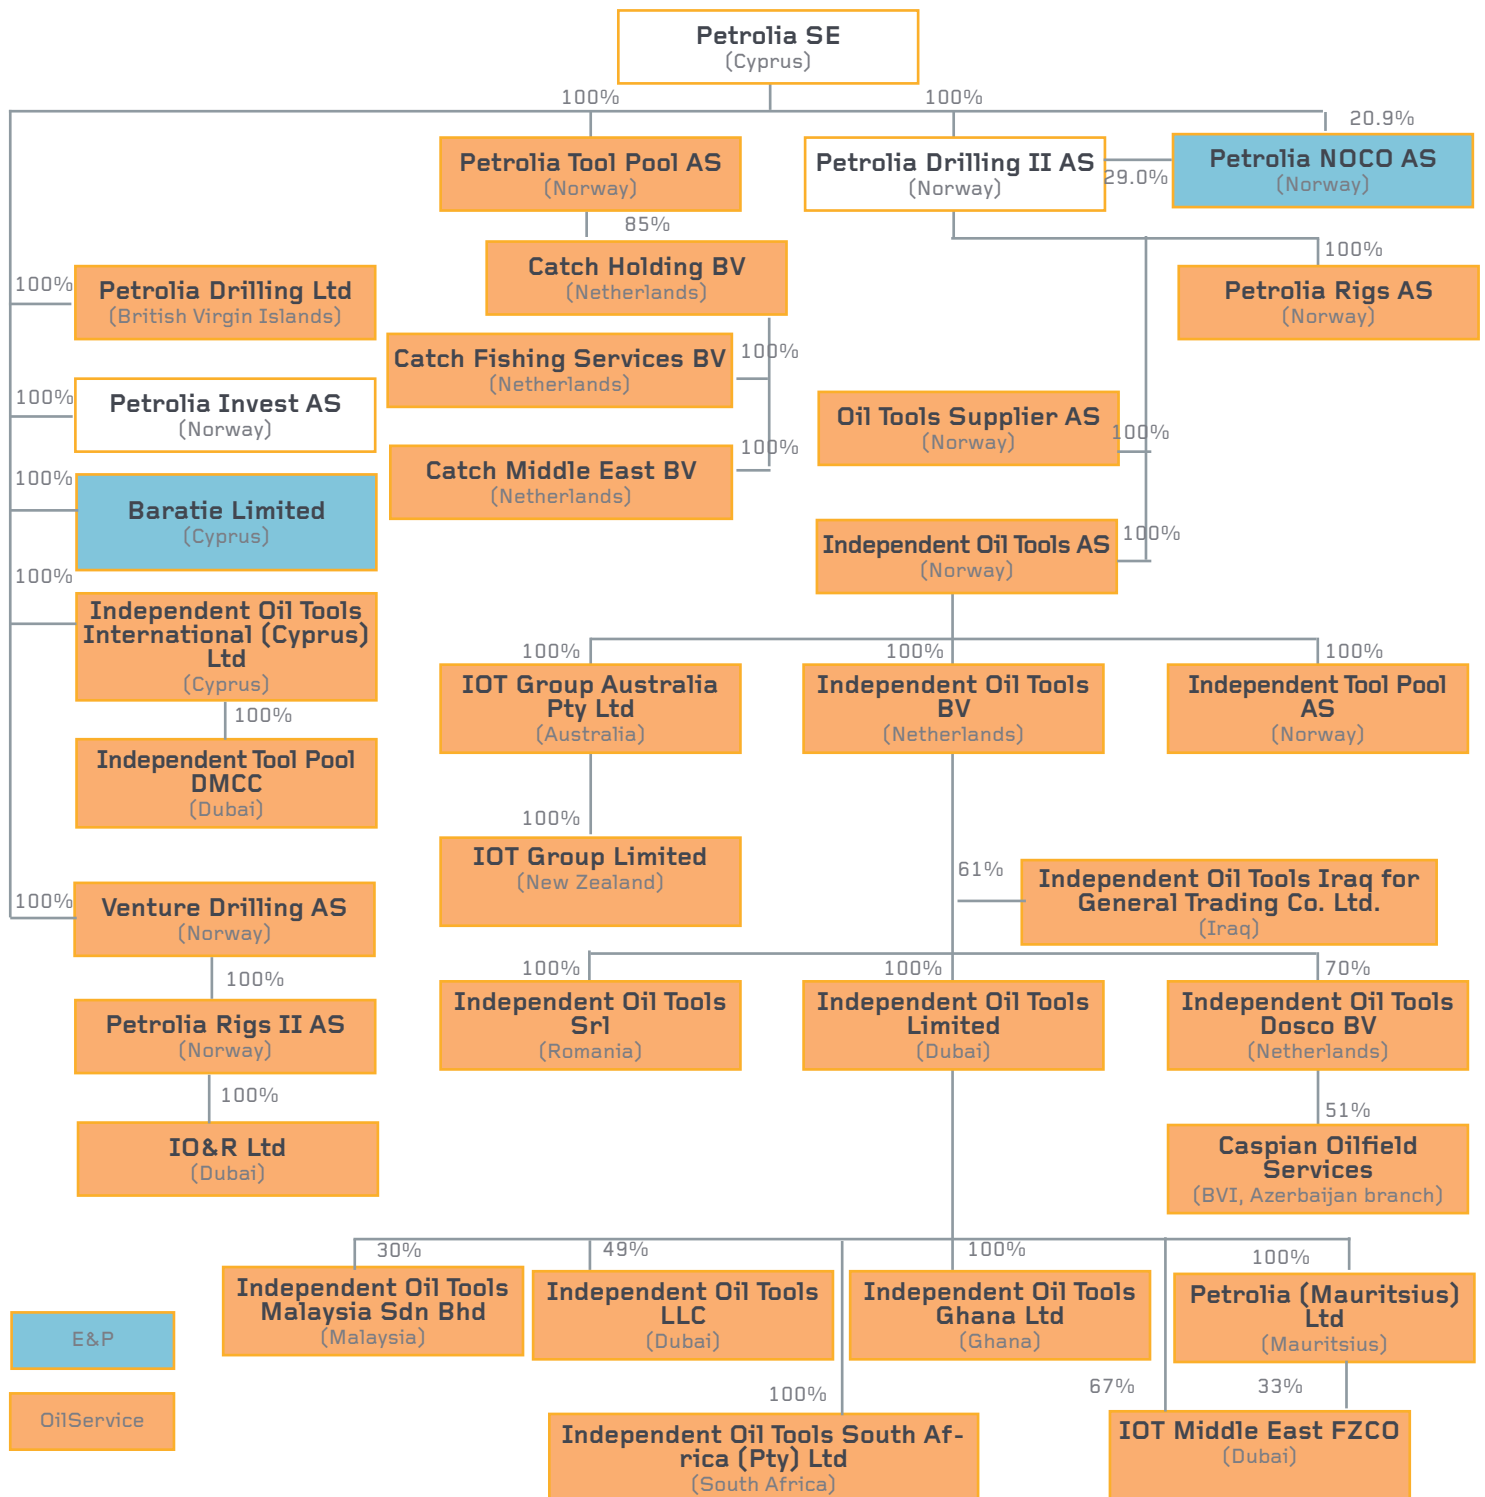 Petrolia SE
(Cyprus)
100%
100%
20.9%
Petrolia Tool Pool AS
(Norway)
Petrolia Drilling II AS
(Norway)
29.0%
Petrolia NOCO AS
(Norway)
85%
Catch Holding BV
(Netherlands)
100%
Petrolia Rigs AS
(Norway)
100%
Petrolia Drilling Ltd
(British Virgin Islands)
Catch Fishing Services BV
(Netherlands)
100%
100%
Petrolia Invest AS
(Norway)
Oil Tools Supplier AS
(Norway)
100%
Catch Middle East BV
(Netherlands)
100%
100%
Baratie Limited
(Cyprus)
Independent Oil Tools AS
(Norway)
100%
100%
Independent Oil Tools
International (Cyprus)
Ltd
(Cyprus)
100%
100%
100%
IOT Group Australia
Pty Ltd
(Australia)
Independent Oil Tools
BV
(Netherlands)
Independent Tool Pool
AS
(Norway)
100%
Independent Tool Pool
DMCC
(Dubai)
100%
IOT Group Limited
(New Zealand)
61%
Independent Oil Tools Iraq for
General Trading Co. Ltd.
(Iraq)
100%
Venture Drilling AS
(Norway)
100%
100%
70%
100%
Petrolia Rigs II AS
(Norway)
Independent Oil Tools
Srl
(Romania)
Independent Oil Tools
Limited
(Dubai)
Independent Oil Tools
Dosco BV
(Netherlands)
100%
IO&R Ltd
(Dubai)
51%
Caspian Oilfield
Services
(BVI, Azerbaijan branch)
30%
49%
100%
100%
Independent Oil Tools
Malaysia Sdn Bhd
(Malaysia)
Independent Oil Tools
LLC
(Dubai)
Independent Oil Tools
Ghana Ltd
(Ghana)
Petrolia (Mauritsius)
Ltd
(Mauritsius)
E&P
100%
67%
33%
OilService
Independent Oil Tools South Af-
rica (Pty) Ltd
(South Africa)
IOT Middle East FZCO
(Dubai)